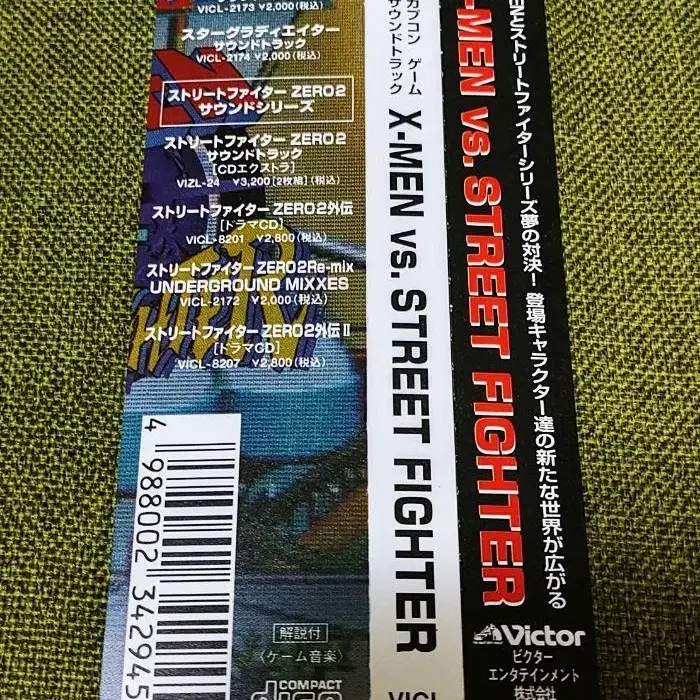 VICL-2173 ¥2,000(税込)
スターグラディエイター
サウンドトラック
VICL-2174 ¥2,000(税込)
ストリートファイター ZERO2
サウンドシリーズ
ストリートファイター ZERO2
サウンドトラック
[CDエクストラ]
VIZL-24 ¥3,200[2枚組](税込)
ストリートファイター ZERO2外伝
[ドラマCD]
VICL-8201 ¥2,800(税込)
ストリートファイター ZERO2Re-mix
UNDERGROUND MIXXES
VICL-2172 ¥2,000(税込)
ストリートファイター ZERO2外伝 II
[ドラマCD]
VICL-8207 ¥2,800(税込)
4 988002 342945
解説付
〈ゲーム音楽〉
COMPACT
disc
カプコン ゲーム
サウンドトラック
X-MEN vs. STREET FIGHTER
VICL
ENとストリートファイターシリーズ夢の対決! 登場キャラクター達の新たな世界が広がる
-MEN vs. STREET FIGHTER
Victor
ビクター
エンタテインメント
株式会社